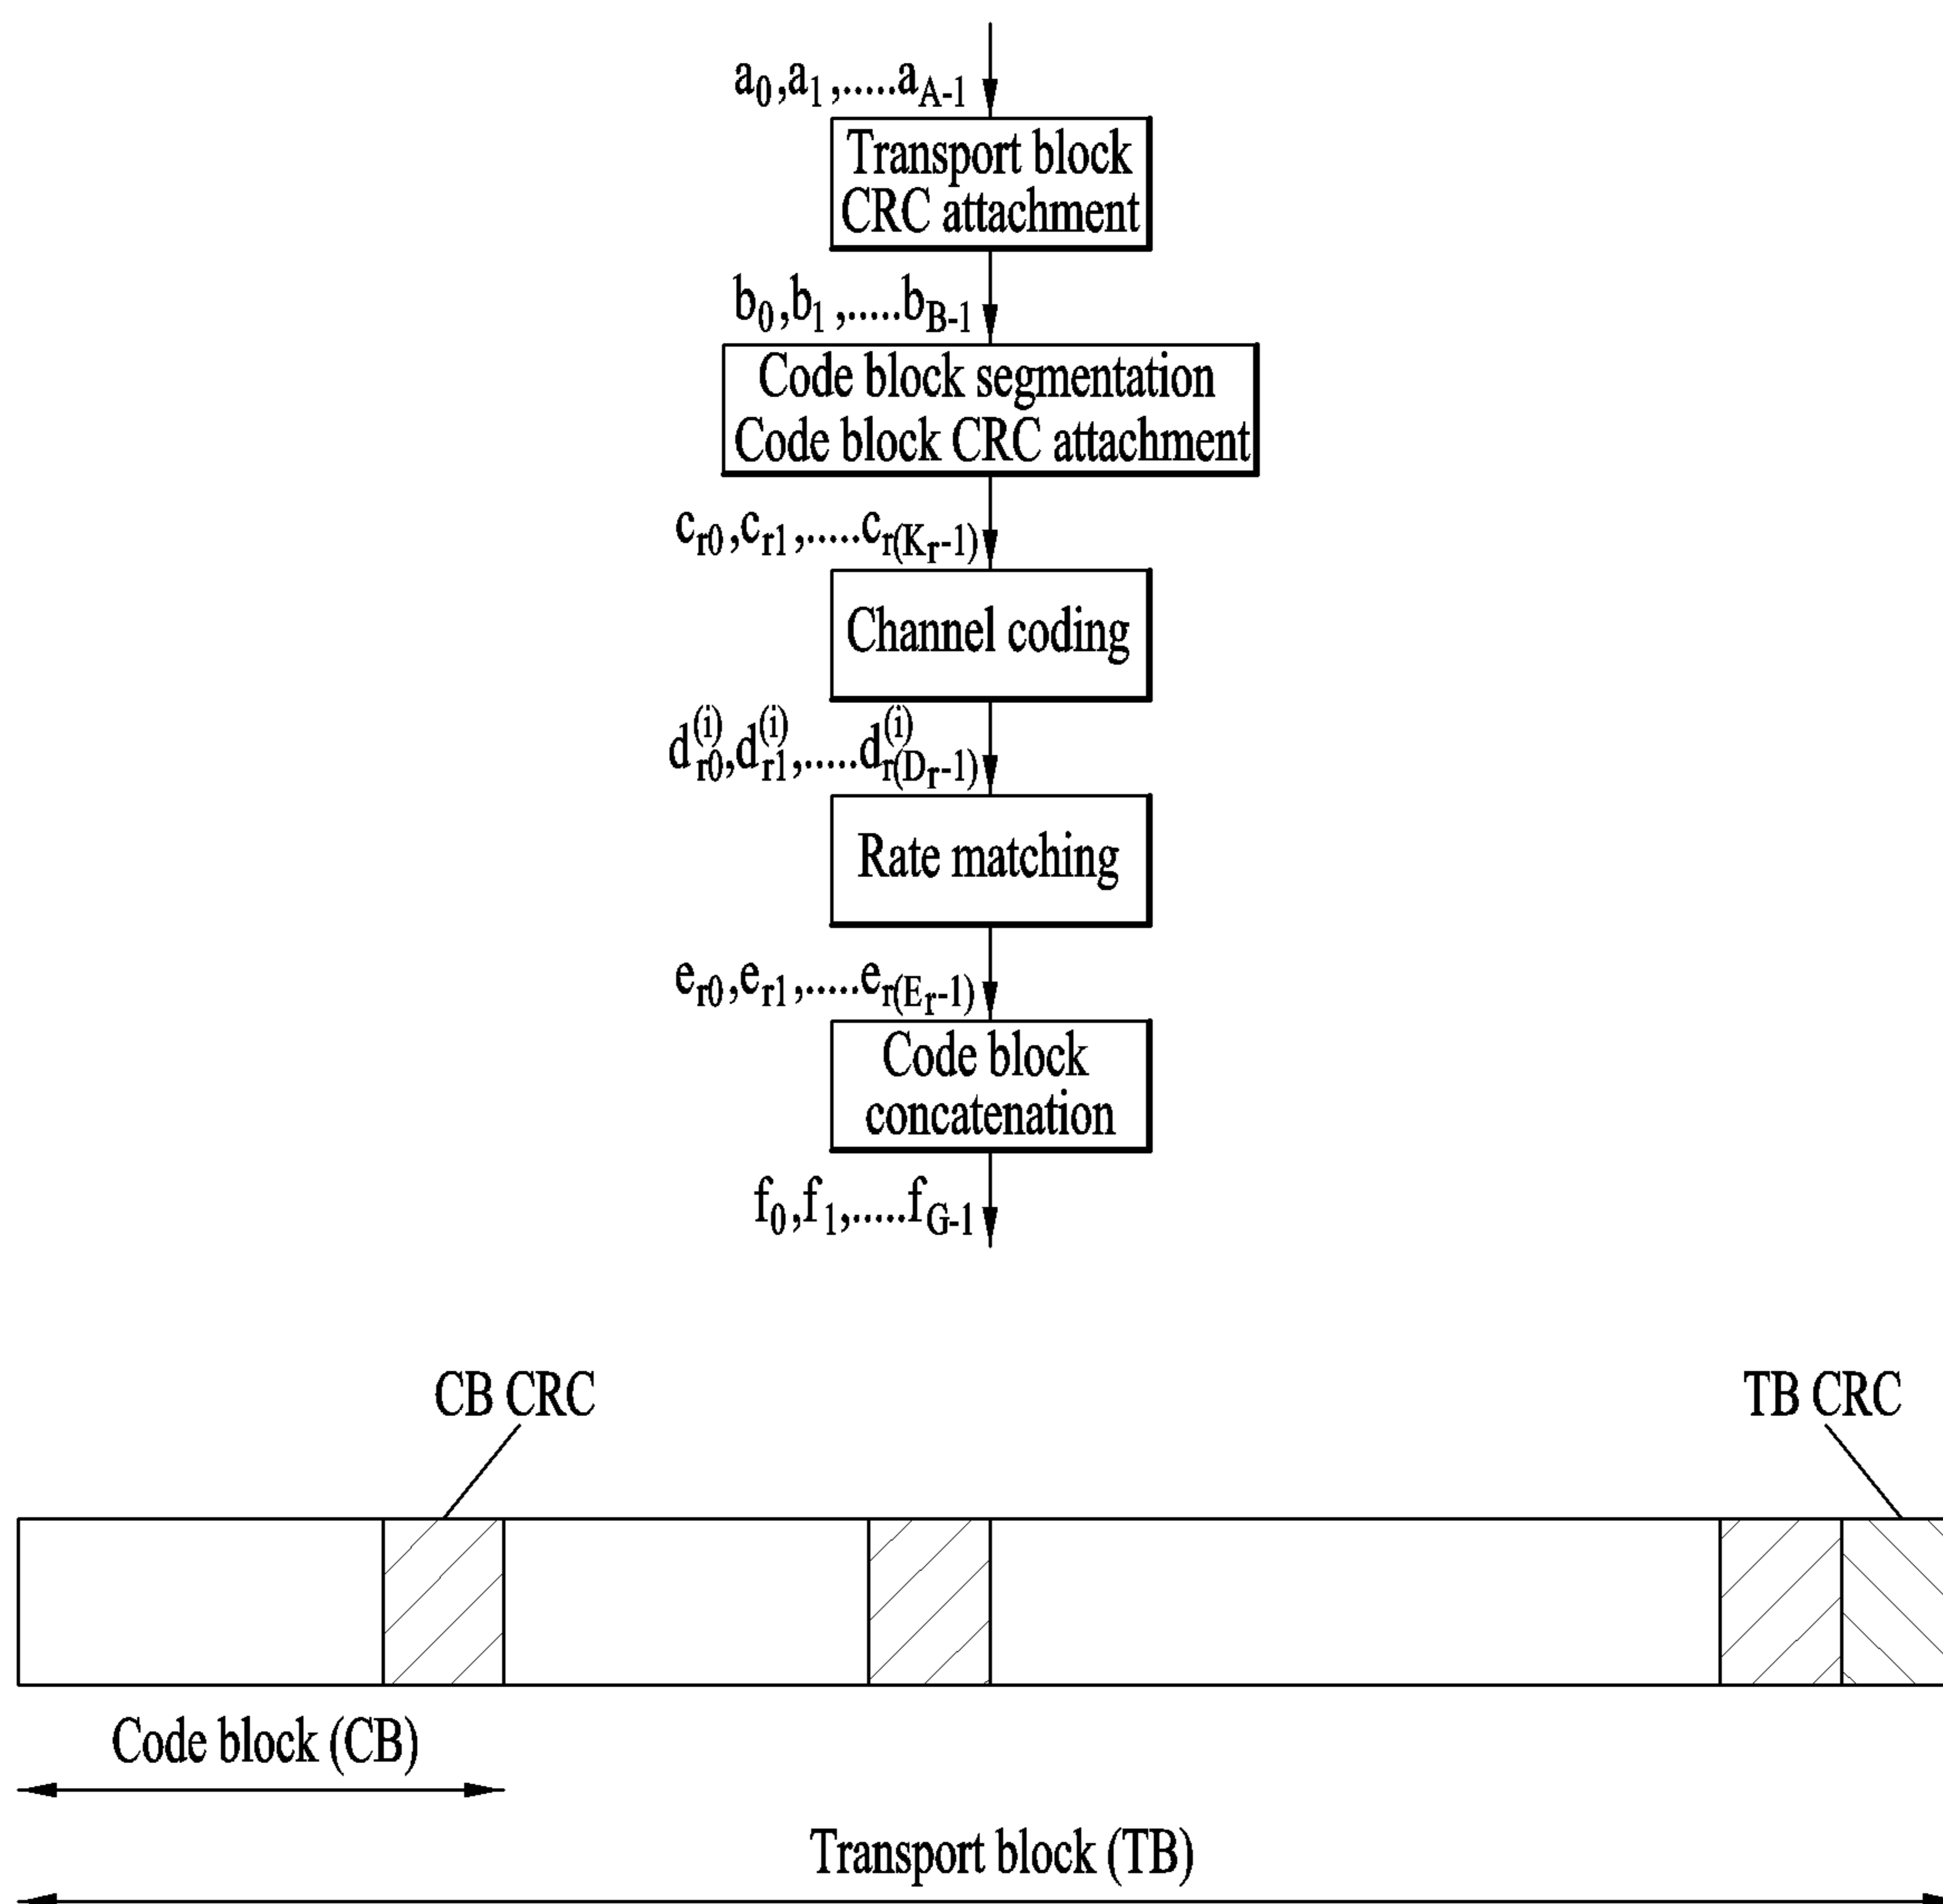 a0,a1,.....aA-1
Transport block
CRC attachment
b0,b1,.....bB-1
Code block segmentation
Code block CRC attachment
cr0,cr1,.....cr(Kr-1)
Channel coding
d(i)r0,d(i)r1,.....d(i)r(Dr-1)
Rate matching
er0,er1,.....er(Er-1)
Code block
concatenation
f0,f1,.....fG-1
CB CRC
TB CRC
Code block (CB)
Transport block (TB)